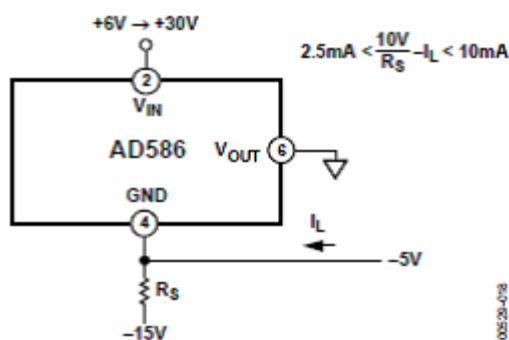 +6V → +30V
2.5mA < 10V/RS –IL < 10mA
2
VIN
AD586
VOUT
6
GND
4
IL
–5V
RS
–15V
00529-018